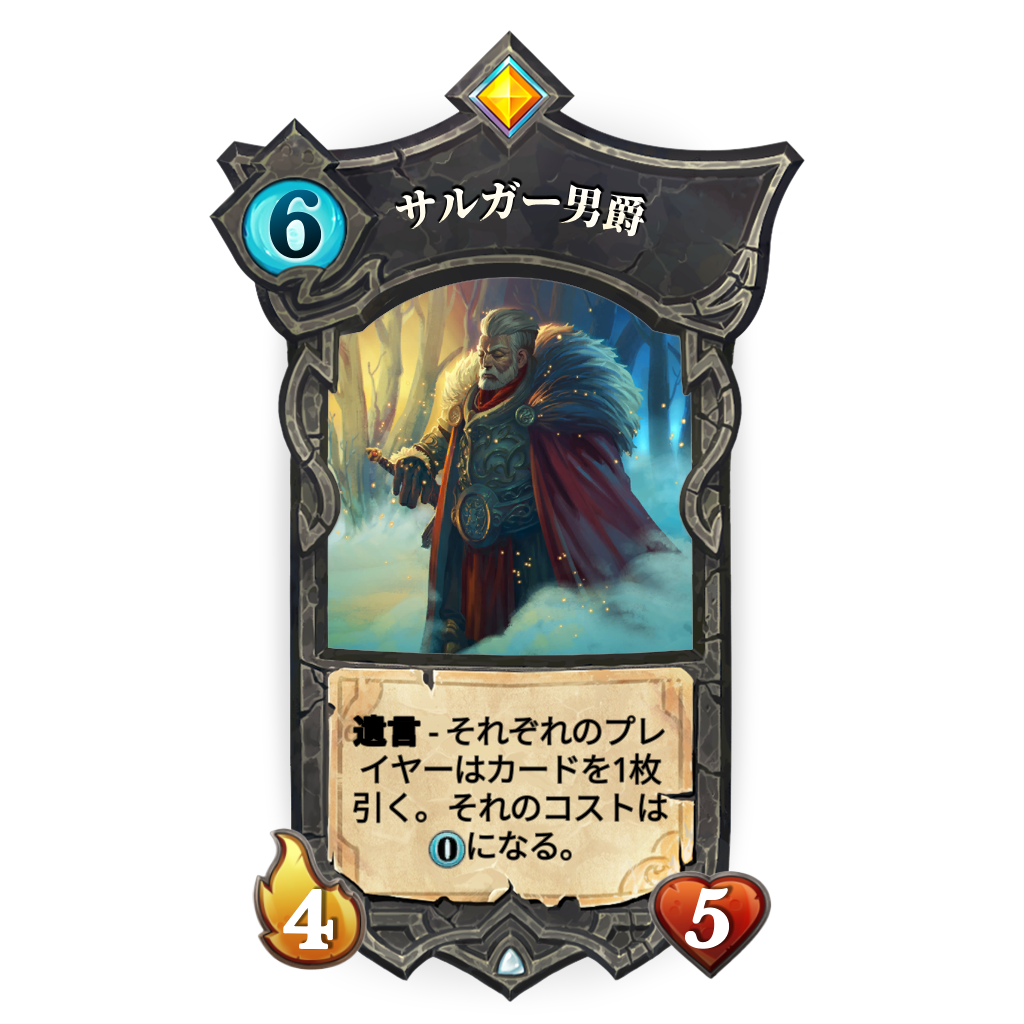 6
サルガー男爵
遺言 - それぞれのプレ
イヤーはカードを1枚
引く。それのコストは
0になる。
4
5